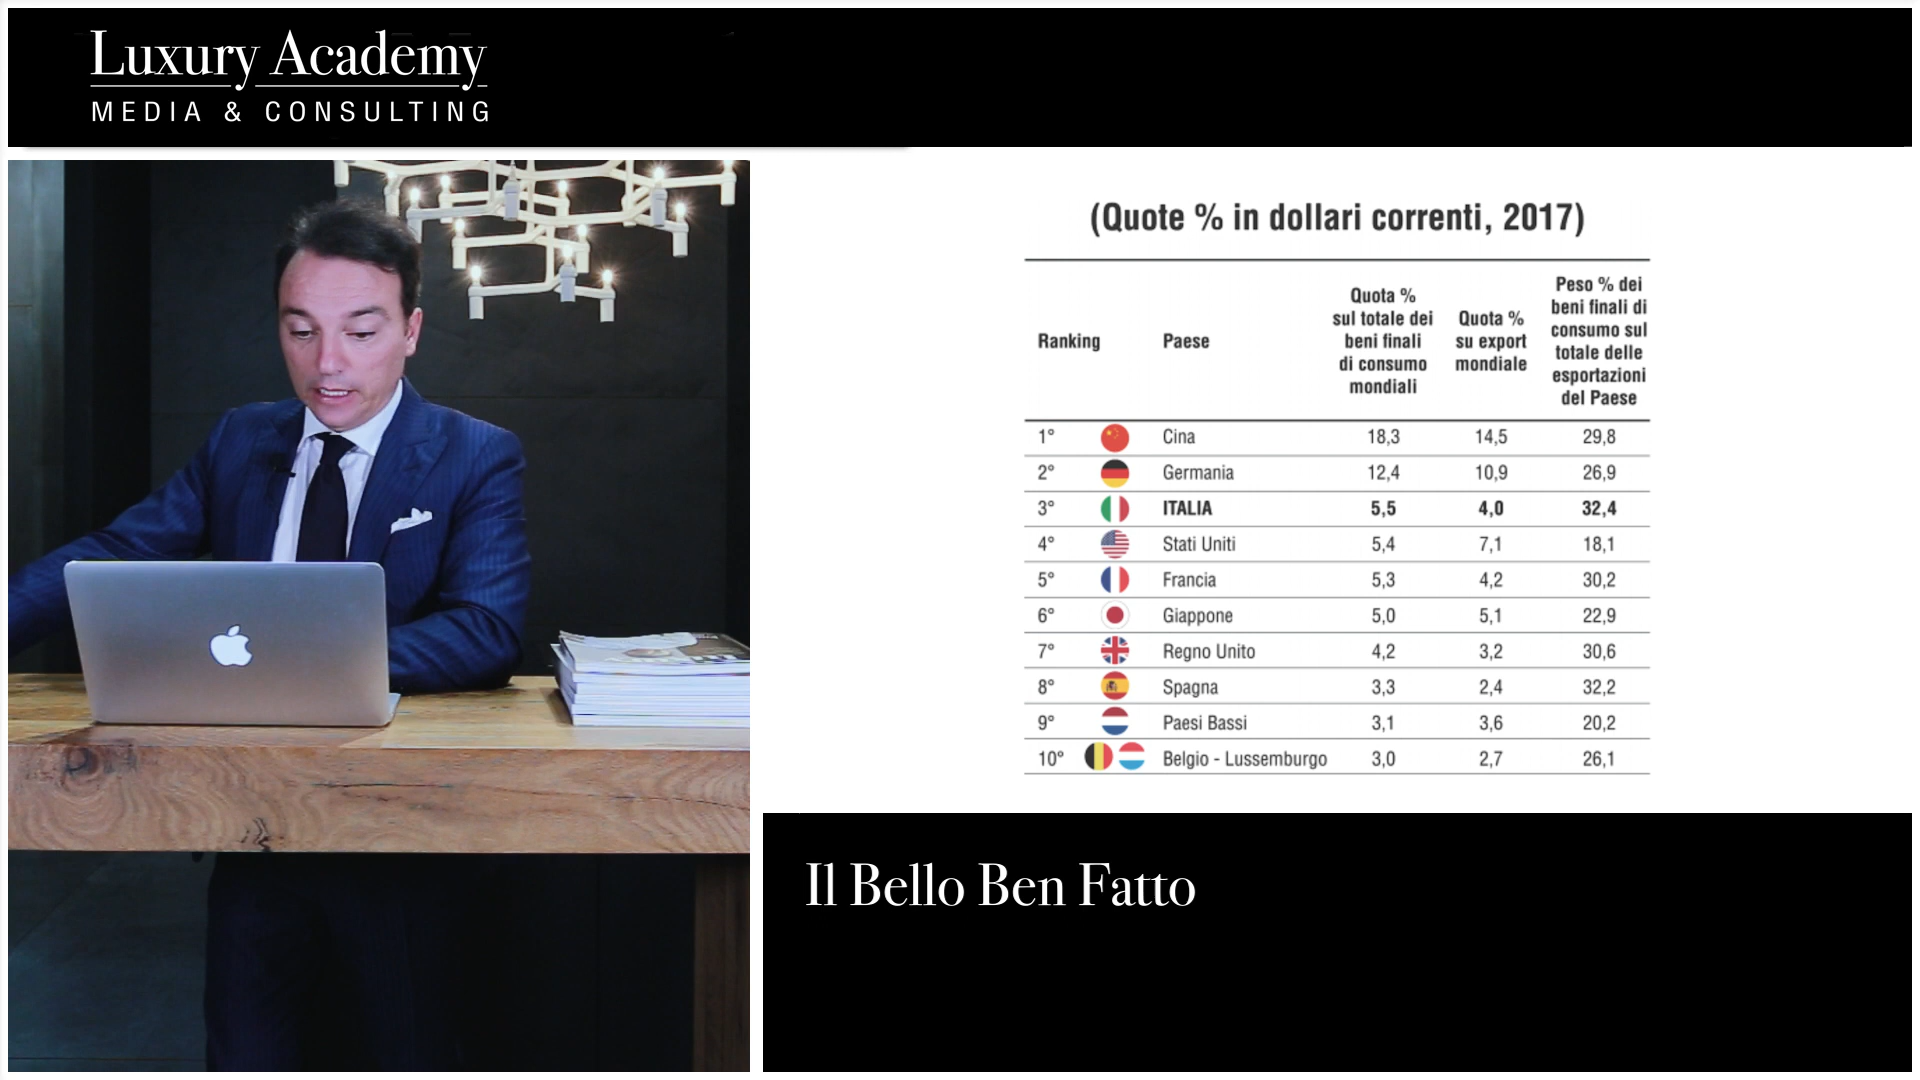 Luxury Academy
MEDIA & CONSULTING
(Quote % in dollari correnti, 2017)
Ranking Paese Quota % sul totale dei beni finali di consumo mondiali Quota % su export mondiale Peso % dei beni finali di consumo sul totale delle esportazioni del Paese
1° Cina 18,3 14,5 29,8
2° Germania 12,4 10,9 26,9
3° ITALIA 5,5 4,0 32,4
4° Stati Uniti 5,4 7,1 18,1
5° Francia 5,3 4,2 30,2
6° Giappone 5,0 5,1 22,9
7° Regno Unito 4,2 3,2 30,6
8° Spagna 3,3 2,4 32,2
9° Paesi Bassi 3,1 3,6 20,2
10° Belgio - Lussemburgo 3,0 2,7 26,1
Il Bello Ben Fatto